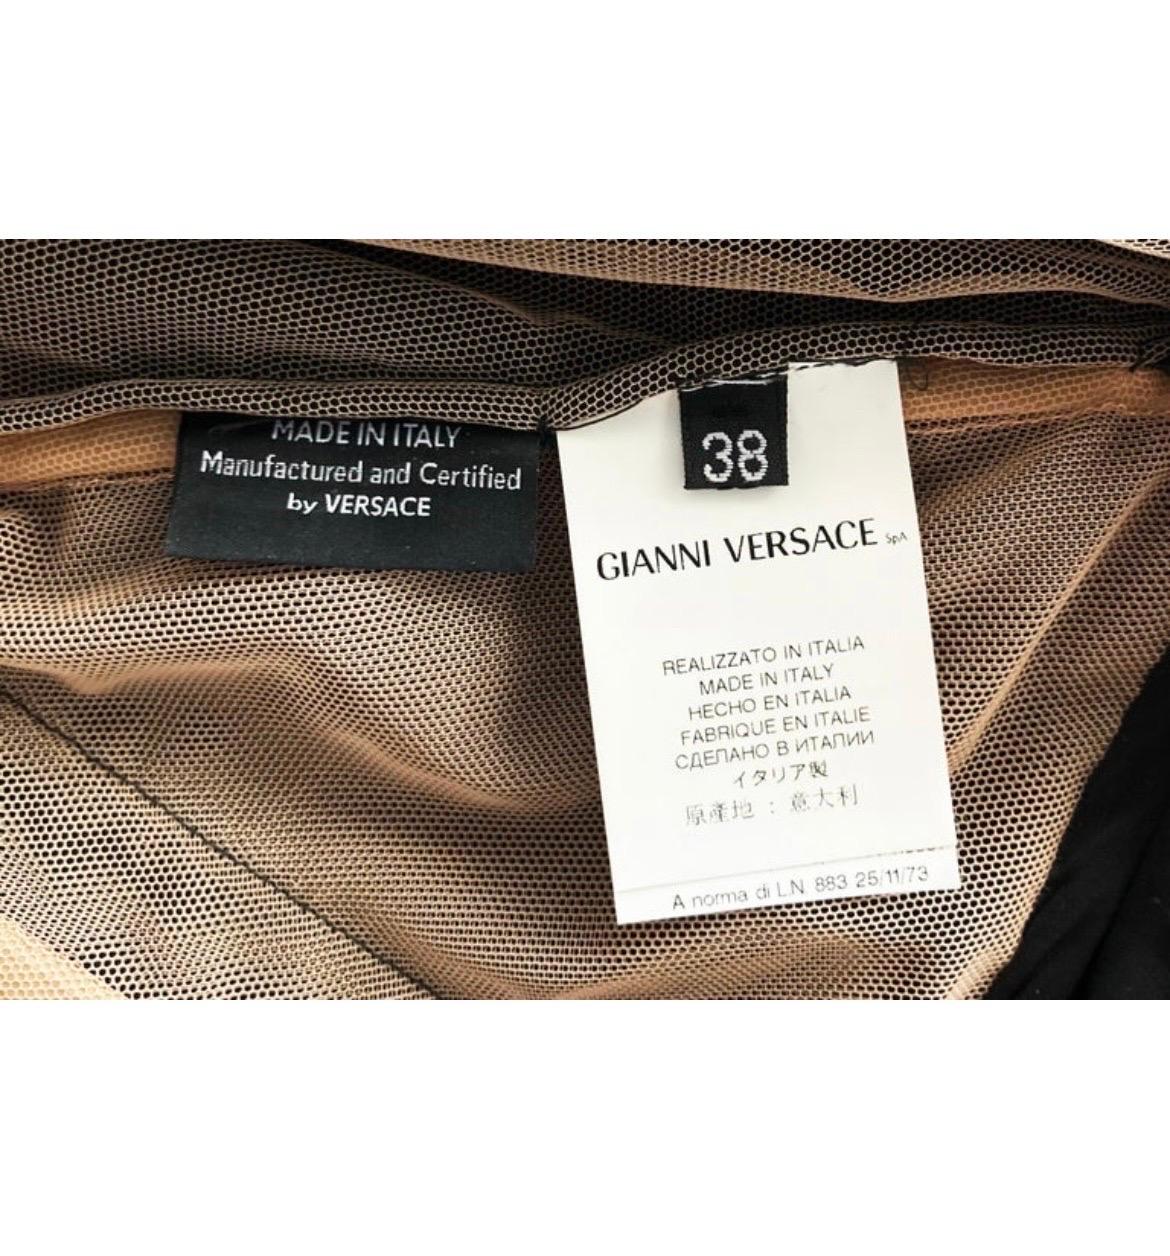 MADE IN ITALY
Manufactured and Certified
by VERSACE
38
GIANNI VERSACE SpA
REALIZZATO IN ITALIA
MADE IN ITALY
HECHO EN ITALIA
FABRIQUE EN ITALIE
СДЕЛАНО В ИТАЛИИ
イタリア製
原產地 : 意大利
A norma di L.N. 883 25/11/73